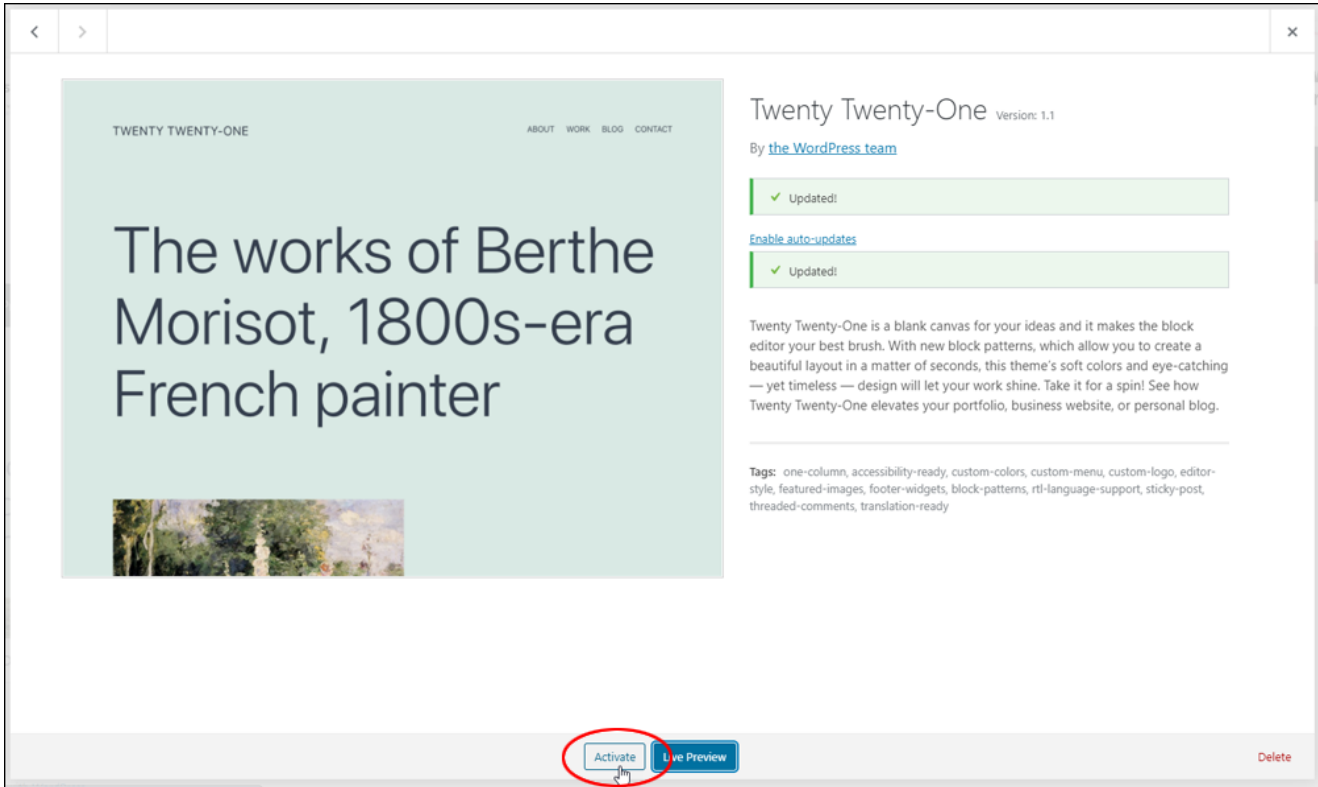 TWENTY TWENTY-ONE
ABOUT WORK BLOG CONTACT
The works of Berthe
Morisot, 1800s-era
French painter
Twenty Twenty-One Version: 1.1
By the WordPress team
Updated!
Enable auto-updates
Updated!
Twenty Twenty-One is a blank canvas for your ideas and it makes the block
editor your best brush. With new block patterns, which allow you to create a
beautiful layout in a matter of seconds, this theme's soft colors and eye-catching
— yet timeless — design will let your work shine. Take it for a spin! See how
Twenty Twenty-One elevates your portfolio, business website, or personal blog.
Tags: one-column, accessibility-ready, custom-colors, custom-menu, custom-logo, editor-
style, featured-images, footer-widgets, block-patterns, rtl-language-support, sticky-post,
threaded-comments, translation-ready
Activate
Live Preview
Delete